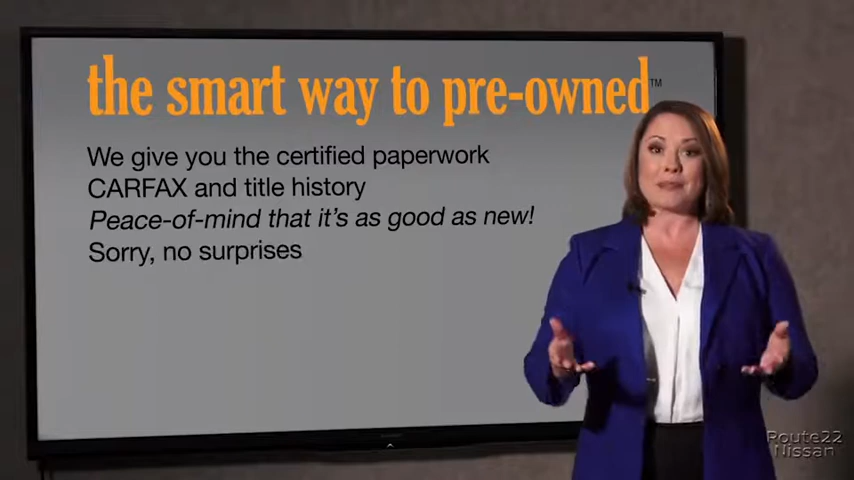 the smart way to pre-owned™
We give you the certified paperwork
CARFAX and title history
Peace-of-mind that it's as good as new!
Sorry, no surprises
Route22
Nissan